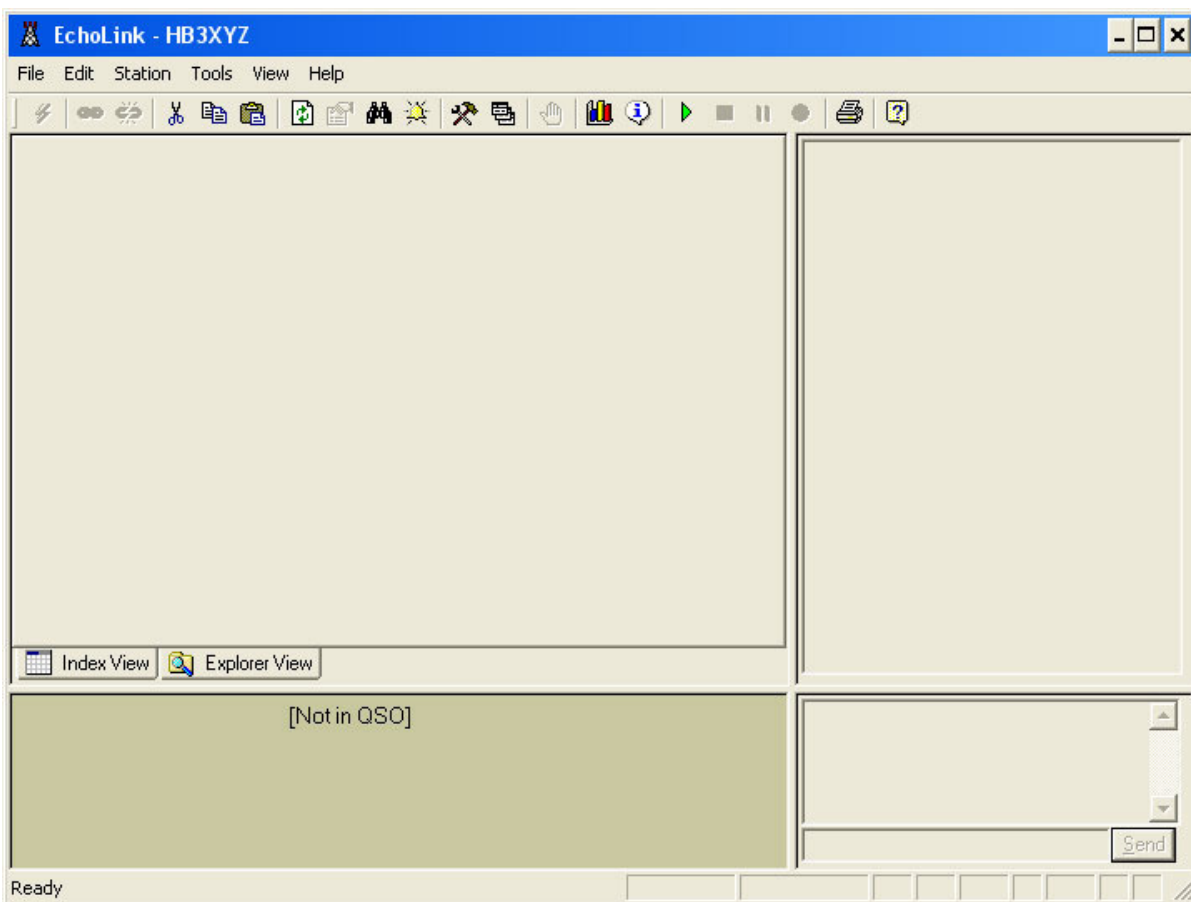 EchoLink - HB3XYZ
File Edit Station Tools View Help
Index View Explorer View
[Not in QSO]
Send
Ready